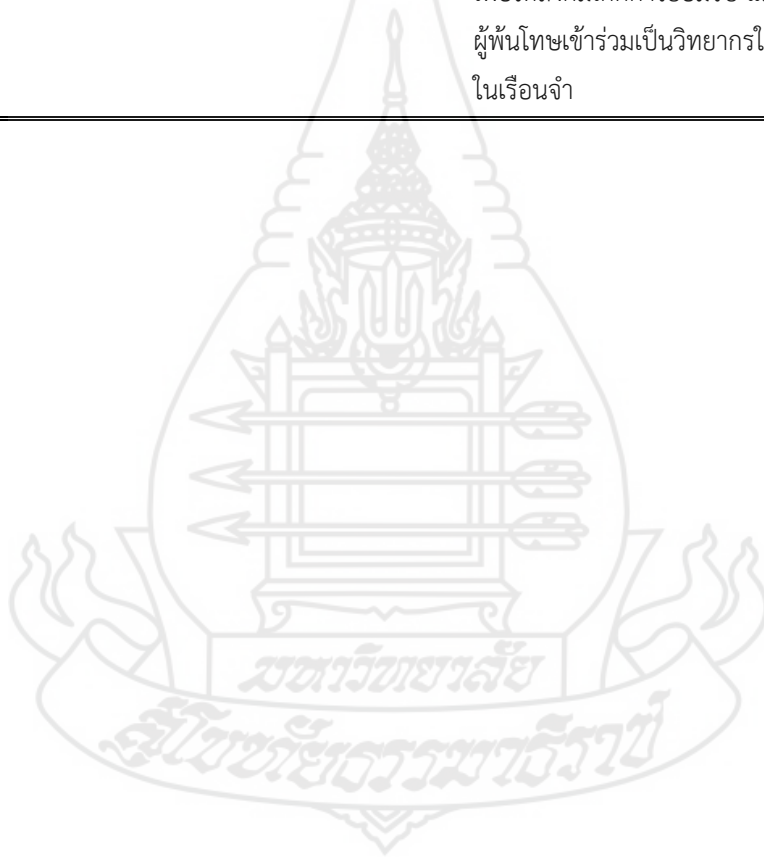 ผู้พ้นโทษเข้าร่วมเป็นวิทยากรใ
ในเรือนจำ
มหาวิทยาลัย
สุโขทัยธรรมาธิราช